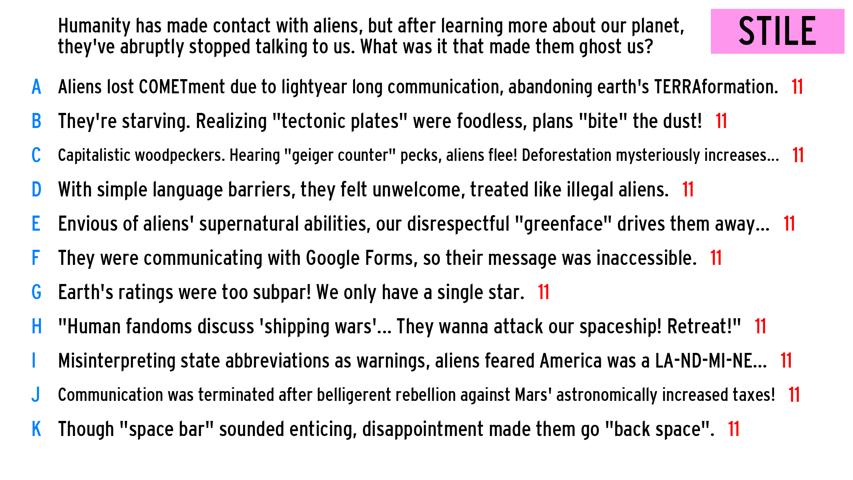 Humanity has made contact with aliens, but after learning more about our planet,
they've abruptly stopped talking to us. What was it that made them ghost us?
STILE
A Aliens lost COMETment due to lightyear long communication, abandoning earth's TERRAformation. 11
B They're starving. Realizing "tectonic plates" were foodless, plans "bite" the dust! 11
C Capitalistic woodpeckers. Hearing "geiger counter" pecks, aliens flee! Deforestation mysteriously increases... 11
D With simple language barriers, they felt unwelcome, treated like illegal aliens. 11
E Envious of aliens' supernatural abilities, our disrespectful "greenface" drives them away... 11
F They were communicating with Google Forms, so their message was inaccessible. 11
G Earth's ratings were too subpar! We only have a single star. 11
H "Human fandoms discuss 'shipping wars'... They wanna attack our spaceship! Retreat!" 11
I Misinterpreting state abbreviations as warnings, aliens feared America was a LA-ND-MI-NE... 11
J Communication was terminated after belligerent rebellion against Mars' astronomically increased taxes! 11
K Though "space bar" sounded enticing, disappointment made them go "back space". 11